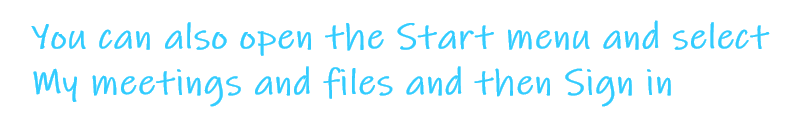 You can also open the Start menu and select
My meetings and files and then Sign in